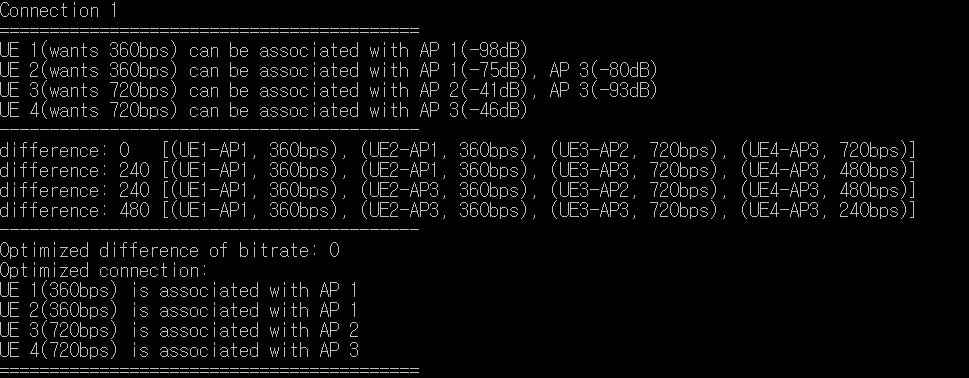 Connection 1
==========================================
UE 1(wants 360bps) can be associated with AP 1(-98dB)
UE 2(wants 360bps) can be associated with AP 1(-75dB), AP 3(-80dB)
UE 3(wants 720bps) can be associated with AP 2(-41dB), AP 3(-93dB)
UE 4(wants 720bps) can be associated with AP 3(-46dB)
------------------------------------------
difference: 0   [(UE1-AP1, 360bps), (UE2-AP1, 360bps), (UE3-AP2, 720bps), (UE4-AP3, 720bps)]
difference: 240 [(UE1-AP1, 360bps), (UE2-AP1, 360bps), (UE3-AP3, 720bps), (UE4-AP3, 480bps)]
difference: 240 [(UE1-AP1, 360bps), (UE2-AP3, 360bps), (UE3-AP2, 720bps), (UE4-AP3, 480bps)]
difference: 480 [(UE1-AP1, 360bps), (UE2-AP3, 360bps), (UE3-AP3, 720bps), (UE4-AP3, 240bps)]
------------------------------------------
Optimized difference of bitrate: 0
Optimized connection:
UE 1(360bps) is associated with AP 1
UE 2(360bps) is associated with AP 1
UE 3(720bps) is associated with AP 2
UE 4(720bps) is associated with AP 3
==========================================